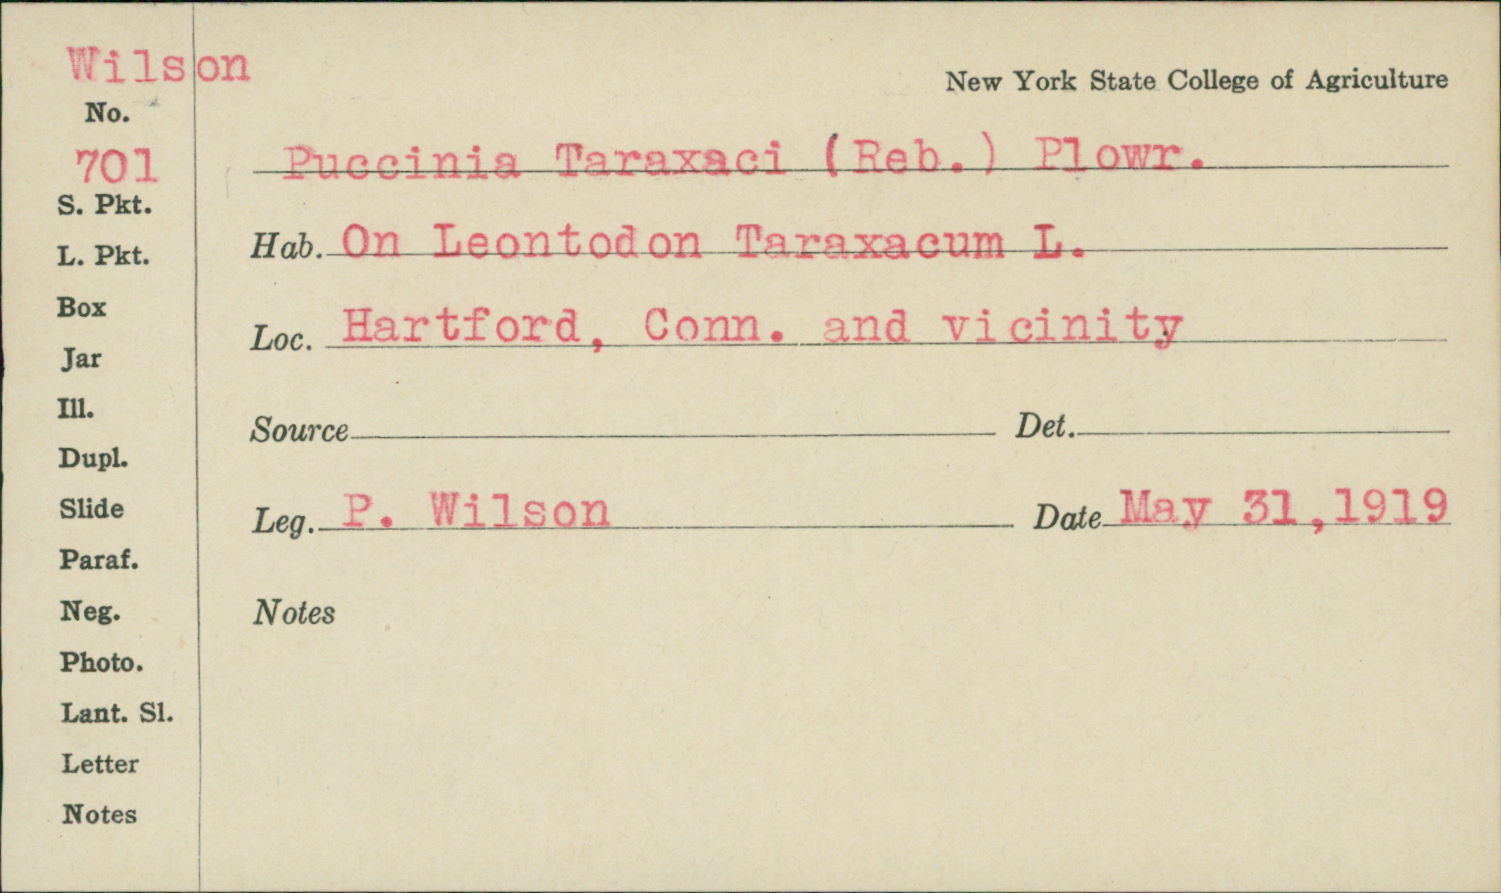 Wilson
New York State College of Agriculture
No.
701
Puccinia Taraxaci (Reb.) Plowr.
S. Pkt.
Hab. On Leontodon Taraxacum L.
L. Pkt.
Box
Loc. Hartford, Conn. and vicinity
Jar
Ill.
Source Det.
Dupl.
Slide
Leg. P. Wilson Date May 31, 1919
Paraf.
Neg.
Notes
Photo.
Lant. Sl.
Letter
Notes